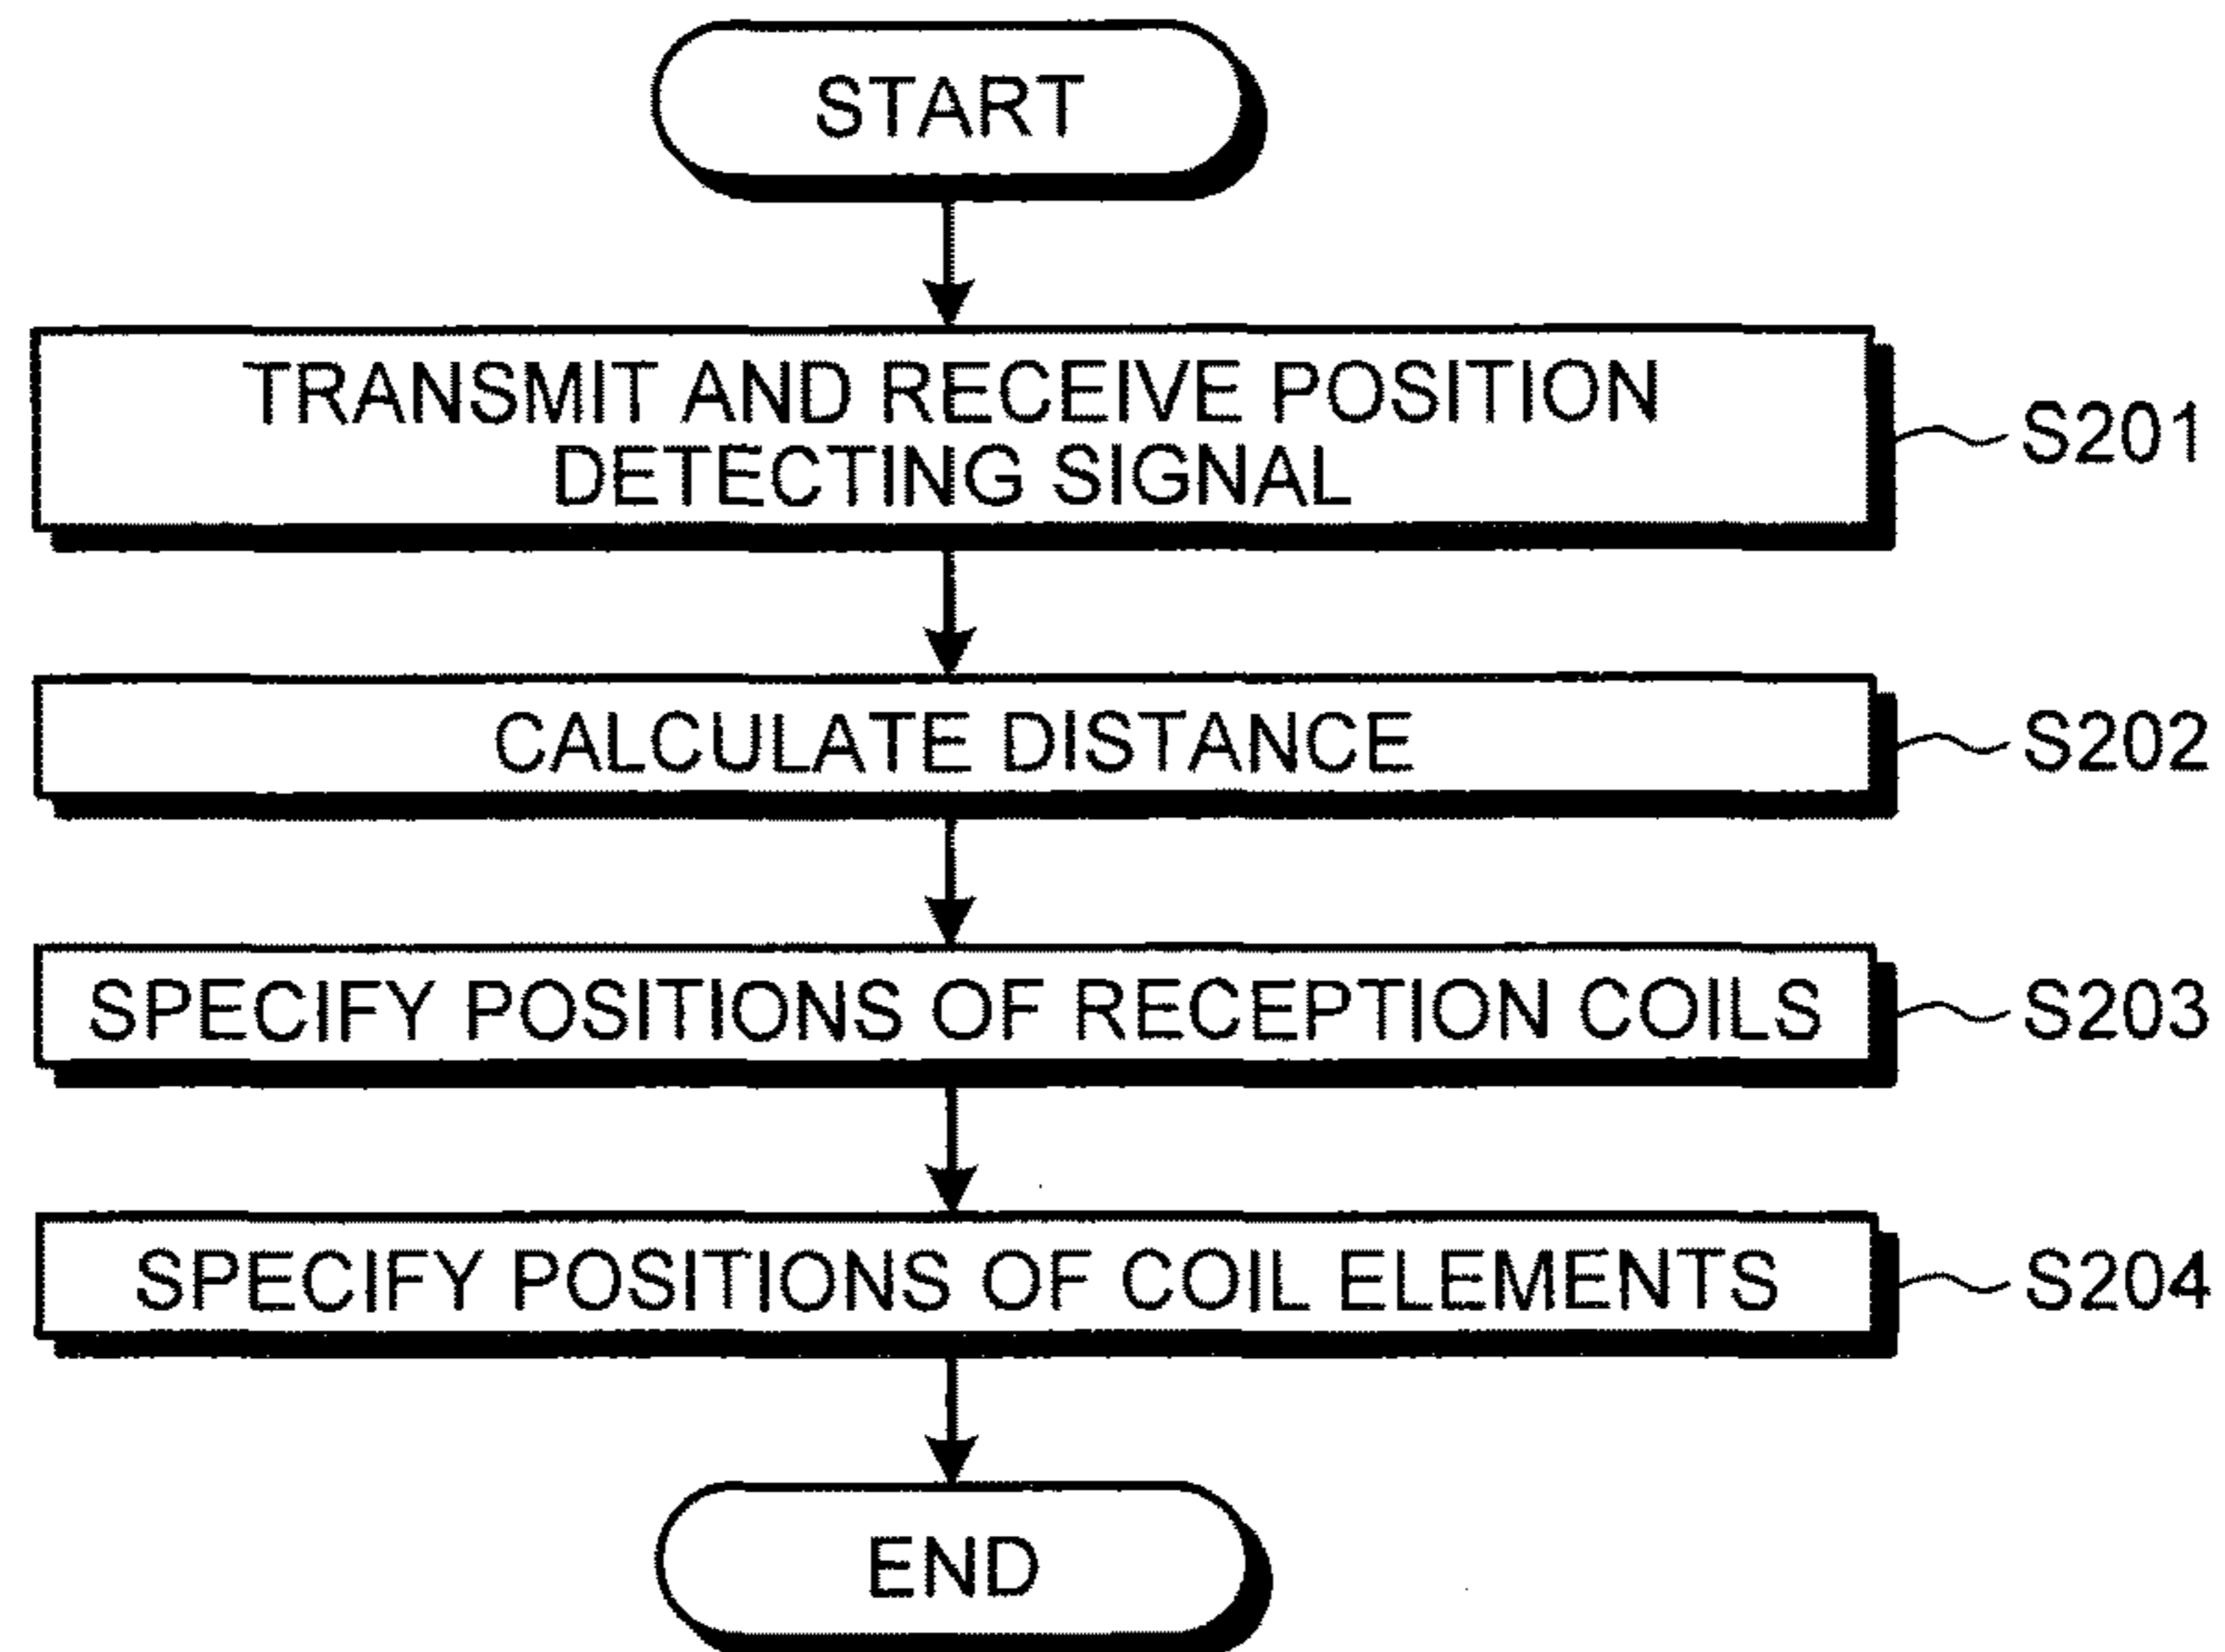 START
TRANSMIT AND RECEIVE POSITION
DETECTING SIGNAL
S201
CALCULATE DISTANCE
S202
SPECIFY POSITIONS OF RECEPTION COILS
S203
SPECIFY POSITIONS OF COIL ELEMENTS
S204
END